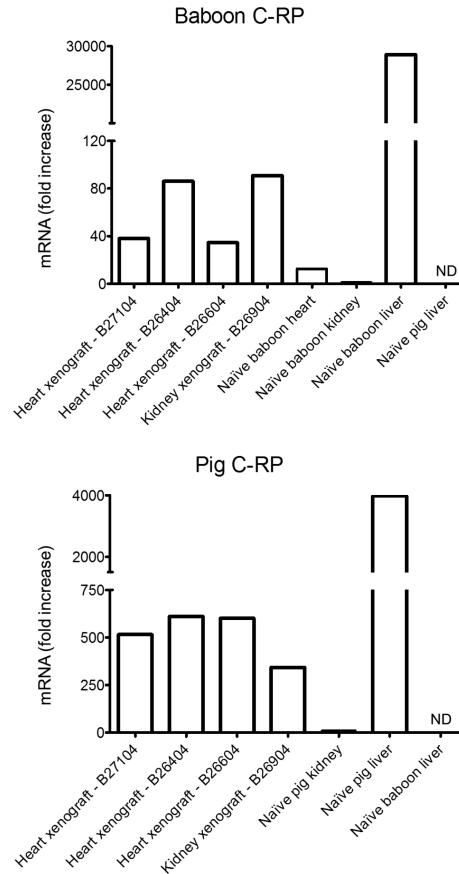 Baboon C-RP
mRNA (fold increase)
30000
25000
120
80
40
0
ND
Heart xenograft - B27104
Heart xenograft - B26404
Heart xenograft - B26604
Kidney xenograft - B26904
Naïve baboon heart
Naïve baboon kidney
Naïve baboon liver
Naïve pig liver
Pig C-RP
mRNA (fold increase)
4000
2000
750
500
250
0
ND
Heart xenograft - B27104
Heart xenograft - B26404
Heart xenograft - B26604
Kidney xenograft - B26904
Naïve pig kidney
Naïve pig liver
Naïve baboon liver